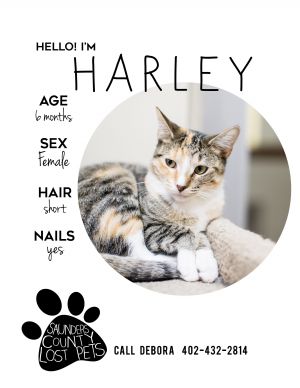 HELLO! I'M
HARLEY
AGE
6 months
SEX
Female
HAIR
short
NAILS
yes
SAUNDERS
COUNTY
LOST PETS
CALL DEBORA 402-432-2814